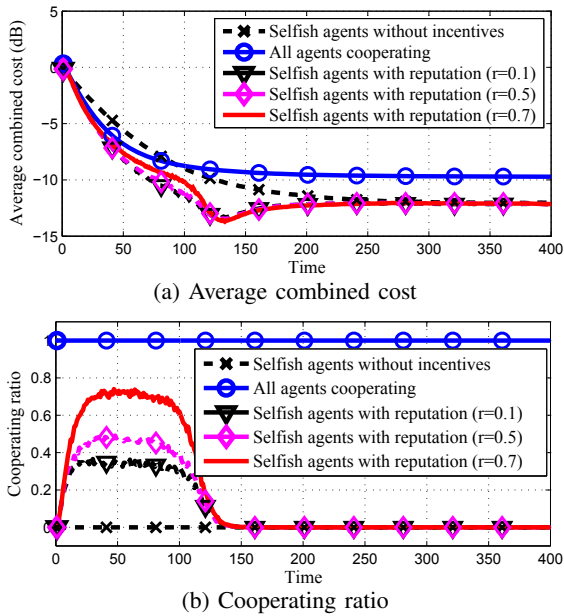 5
0
−5
−10
−15
Average combined cost (dB)
Selfish agents without incentives
All agents cooperating
Selfish agents with reputation (r=0.1)
Selfish agents with reputation (r=0.5)
Selfish agents with reputation (r=0.7)
0 50 100 150 200 250 300 350 400
Time
(a) Average combined cost
0.8
0.6
0.4
0.2
Cooperating ratio
Selfish agents without incentives
All agents cooperating
Selfish agents with reputation (r=0.1)
Selfish agents with reputation (r=0.5)
Selfish agents with reputation (r=0.7)
0 50 100 150 200 250 300 350 400
Time
(b) Cooperating ratio